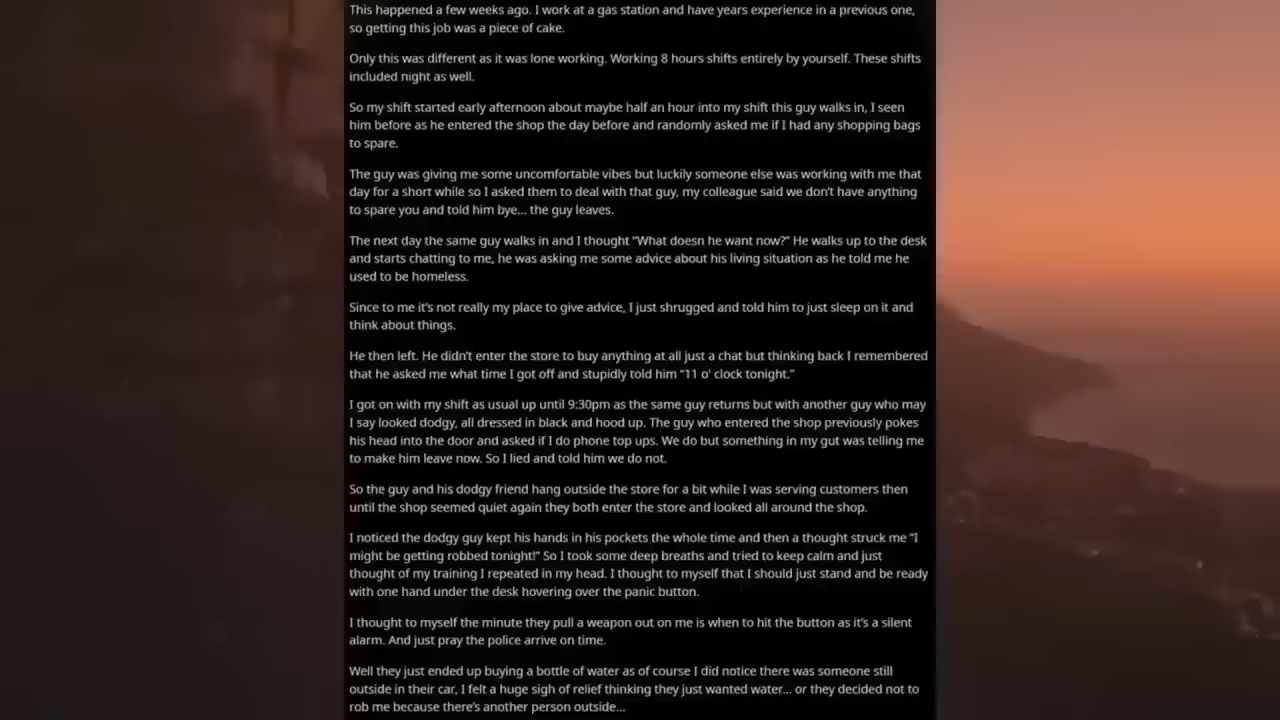 This happened a few weeks ago. I work at a gas station and have years experience in a previous one,
so getting this job was a piece of cake.
Only this was different as it was lone working. Working 8 hours shifts entirely by yourself. These shifts
included night as well.
So my shift started early afternoon about maybe half an hour into my shift this guy walks in, I seen
him before as he entered the shop the day before and randomly asked me if I had any shopping bags
to spare.
The guy was giving me some uncomfortable vibes but luckily someone else was working with me that
day for a short while so I asked them to deal with that guy, my colleague said we don't have anything
to spare you and told him bye... the guy leaves.
The next day the same guy walks in and I thought "What doesn he want now?" He walks up to the desk
and starts chatting to me, he was asking me some advice about his living situation as he told me he
used to be homeless.
Since to me it's not really my place to give advice, I just shrugged and told him to just sleep on it and
think about things.
He then left. He didn't enter the store to buy anything at all just a chat but thinking back I remembered
that he asked me what time I got off and stupidly told him "11 o' clock tonight."
I got on with my shift as usual up until 9:30pm as the same guy returns but with another guy who may
I say looked dodgy, all dressed in black and hood up. The guy who entered the shop previously pokes
his head into the door and asked if I do phone top ups. We do but something in my gut was telling me
to make him leave now. So I lied and told him we do not.
So the guy and his dodgy friend hang outside the store for a bit while I was serving customers then
until the shop seemed quiet again they both enter the store and looked all around the shop.
I noticed the dodgy guy kept his hands in his pockets the whole time and then a thought struck me "I
might be getting robbed tonight!" So I took some deep breaths and tried to keep calm and just
thought of my training I repeated in my head. I thought to myself that I should just stand and be ready
with one hand under the desk hovering over the panic button.
I thought to myself the minute they pull a weapon out on me is when to hit the button as it's a silent
alarm. And just pray the police arrive on time.
Well they just ended up buying a bottle of water as of course I did notice there was someone still
outside in their car, I felt a huge sigh of relief thinking they just wanted water... or they decided not to
rob me because there's another person outside...